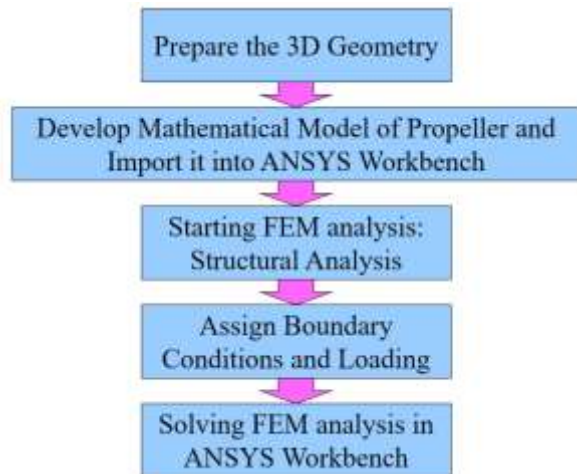 Prepare the 3D Geometry
Develop Mathematical Model of Propeller and
Import it into ANSYS Workbench
Starting FEM analysis:
Structural Analysis
Assign Boundary
Conditions and Loading
Solving FEM analysis in
ANSYS Workbench